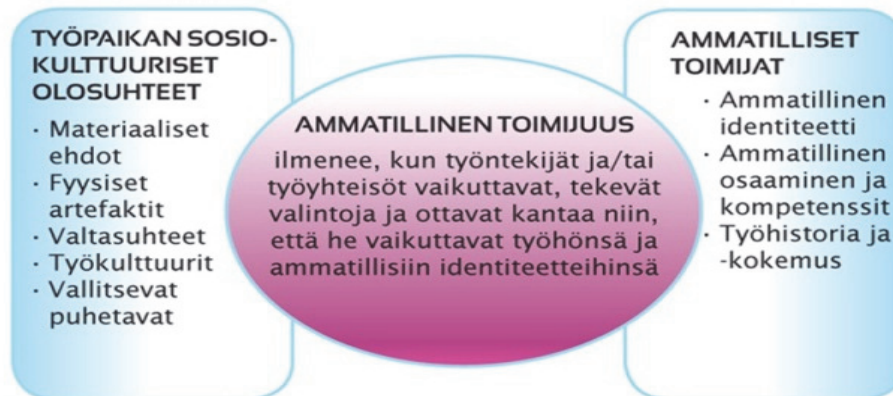 TYÖPAIKAN SOSIO-
KULTTUURISET
OLOSUHTEET
· Materiaaliset
ehdot
· Fyysiset
artefaktit
· Valtasuhteet
· Työkulttuurit
· Vallitsevat
puhetavat
AMMATILLINEN TOIMIJUUS
ilmenee, kun työntekijät ja/tai
työyhteisöt vaikuttavat, tekevät
valintoja ja ottavat kantaa niin,
että he vaikuttavat työhönsä ja
ammatillisiin identiteetteihinsä
AMMATILLISET
TOIMIJAT
· Ammatillinen
identiteetti
· Ammatillinen
osaaminen ja
kompetenssit
· Työhistoria ja
-kokemus